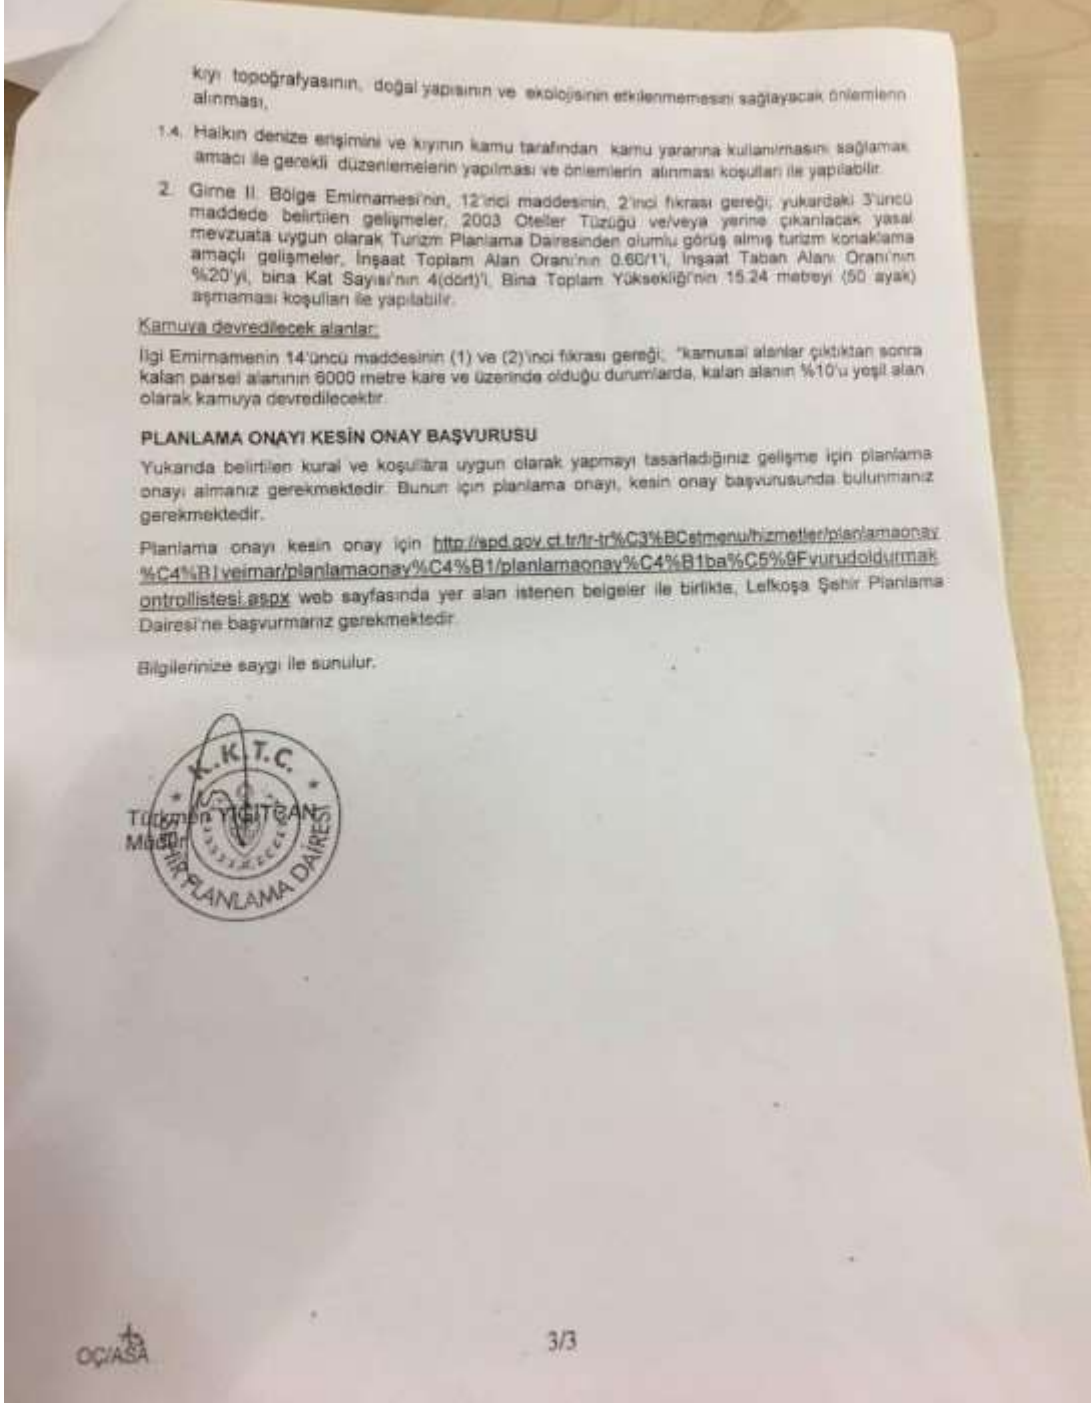 kıyı topoğrafyasının, doğal yapısının ve ekolojisinin etkilenmemesini sağlayacak önlemlerin
alınması,
1.4. Halkın denize erişimini ve kıyının kamu tarafından kamu yararına kullanılmasını sağlamak
amacı ile gerekli düzenlemelerin yapılması ve önlemlerin alınması koşulları ile yapılabilir.
2. Girne II. Bölge Emirnamesi'nin, 12'inci maddesinin, 2'inci fıkrası gereği; yukardaki 3'üncü
maddede belirtilen gelişmeler, 2003 Oteller Tüzüğü ve/veya yerine çıkarılacak yasal
mevzuata uygun olarak Turizm Planlama Dairesinden olumlu görüş almış turizm konaklama
amaçlı gelişmeler, İnşaat Toplam Alan Oranı'nın 0.60/1'i, İnşaat Taban Alanı Oranı'nın
%20'yi, bina Kat Sayısı'nın 4(dört)'i, Bina Toplam Yüksekliği'nin 15.24 metreyi (50 ayak)
aşmaması koşulları ile yapılabilir.
Kamuya devredilecek alanlar:
İlgi Emirnamenin 14'üncü maddesinin (1) ve (2)'inci fıkrası gereği; "kamusal alanlar çıktıktan sonra
kalan parsel alanının 6000 metre kare ve üzerinde olduğu durumlarda, kalan alanın %10'u yeşil alan
olarak kamuya devredilecektir.
PLANLAMA ONAYI KESİN ONAY BAŞVURUSU
Yukarıda belirtilen kural ve koşullara uygun olarak yapmayı tasarladığınız gelişme için planlama
onayı almanız gerekmektedir. Bunun için planlama onayı, kesin onay başvurusunda bulunmanız
gerekmektedir.
Planlama onayı kesin onay için http://spd.gov.ct.tr/tr-tr%C3%BCstmenu/hizmetler/planlamaonay
%C4%B1veimar/planlamaonay%C4%B1/planlamaonay%C4%B1ba%C5%9Fvurudoldurmak
ontrollistesi.aspx web sayfasında yer alan istenen belgeler ile birlikte, Lefkoşa Şehir Planlama
Dairesi'ne başvurmanız gerekmektedir.
Bilgilerinize saygı ile sunulur.
K.K.T.C.
Türkmen YİĞİTCAN
Müdür
ŞEHİR PLANLAMA DAİRESİ
OÇ/ASA
3/3